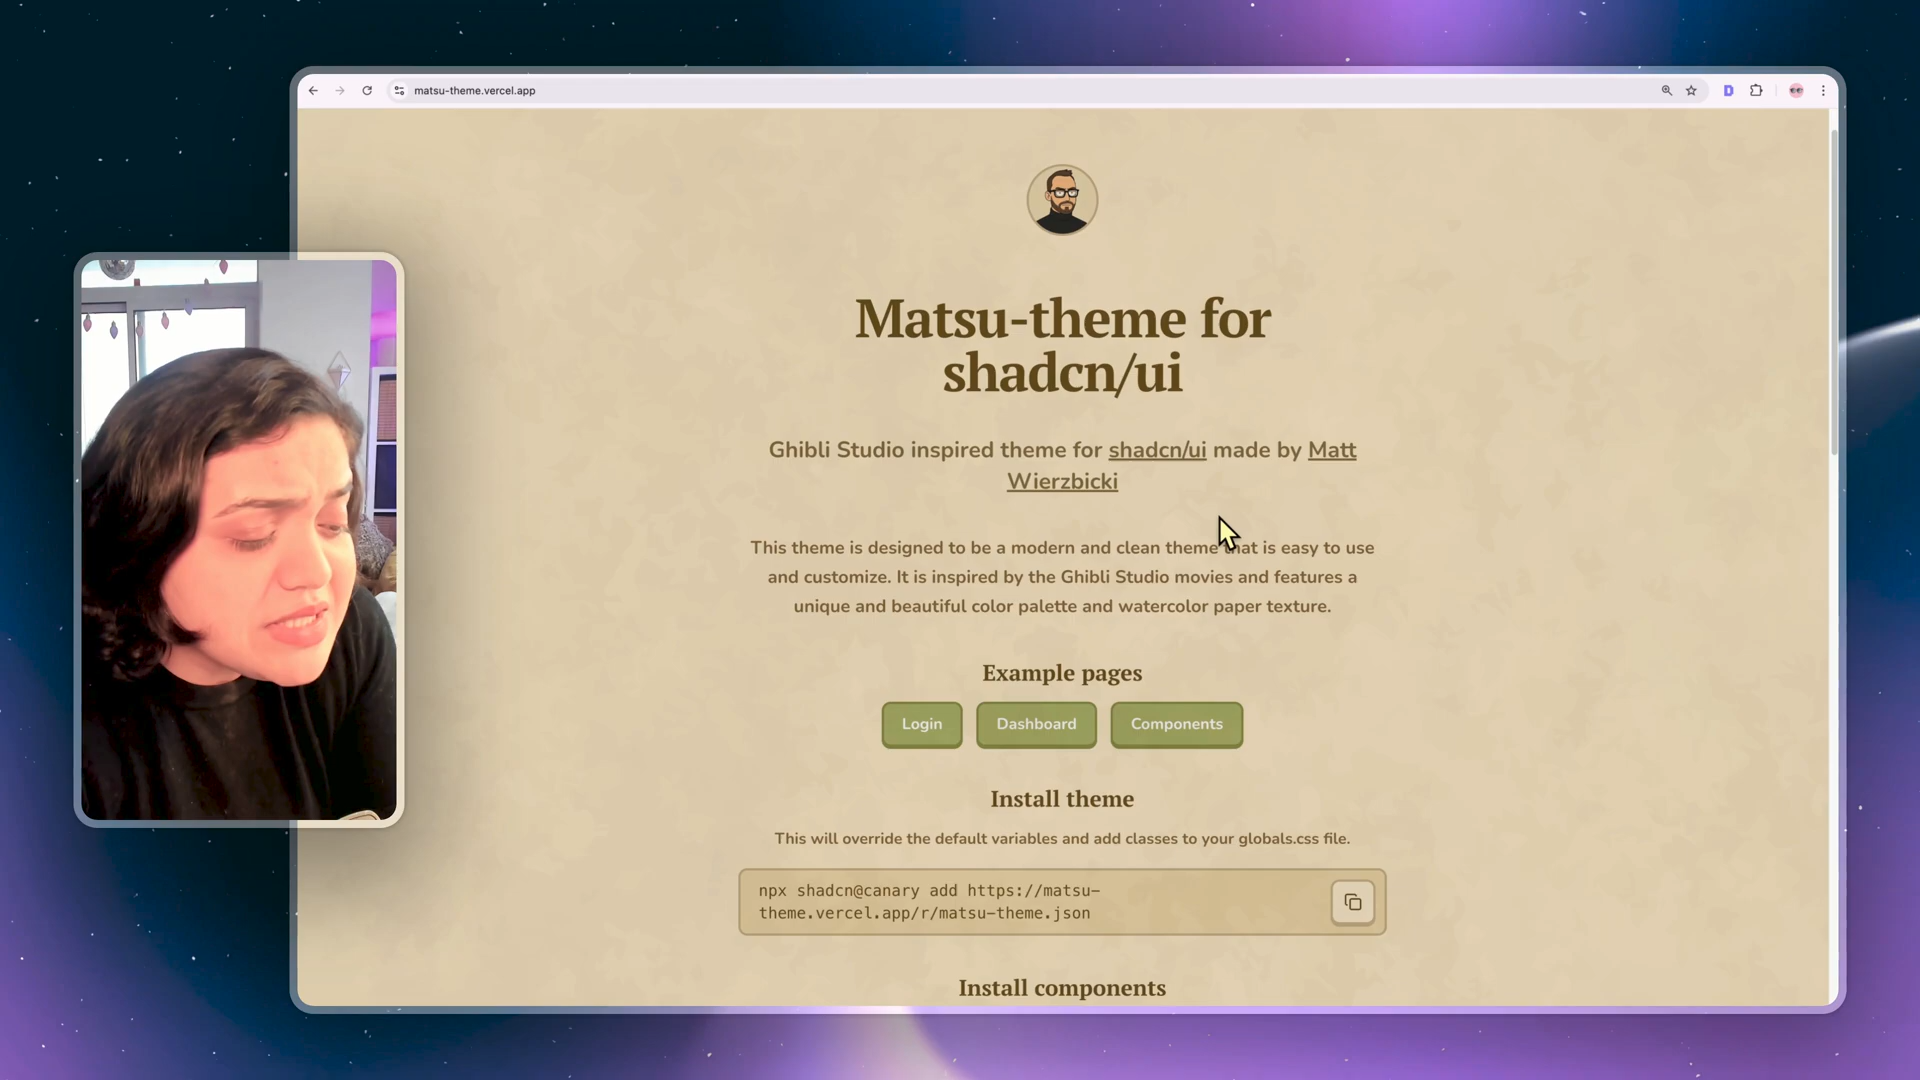 matsu-theme.vercel.app
Matsu-theme for
shadcn/ui
Ghibli Studio inspired theme for shadcn/ui made by Matt
Wierzbicki
This theme is designed to be a modern and clean theme that is easy to use
and customize. It is inspired by the Ghibli Studio movies and features a
unique and beautiful color palette and watercolor paper texture.
Example pages
Login Dashboard Components
Install theme
This will override the default variables and add classes to your globals.css file.
npx shadcn@canary add https://matsu-
theme.vercel.app/r/matsu-theme.json
Install components